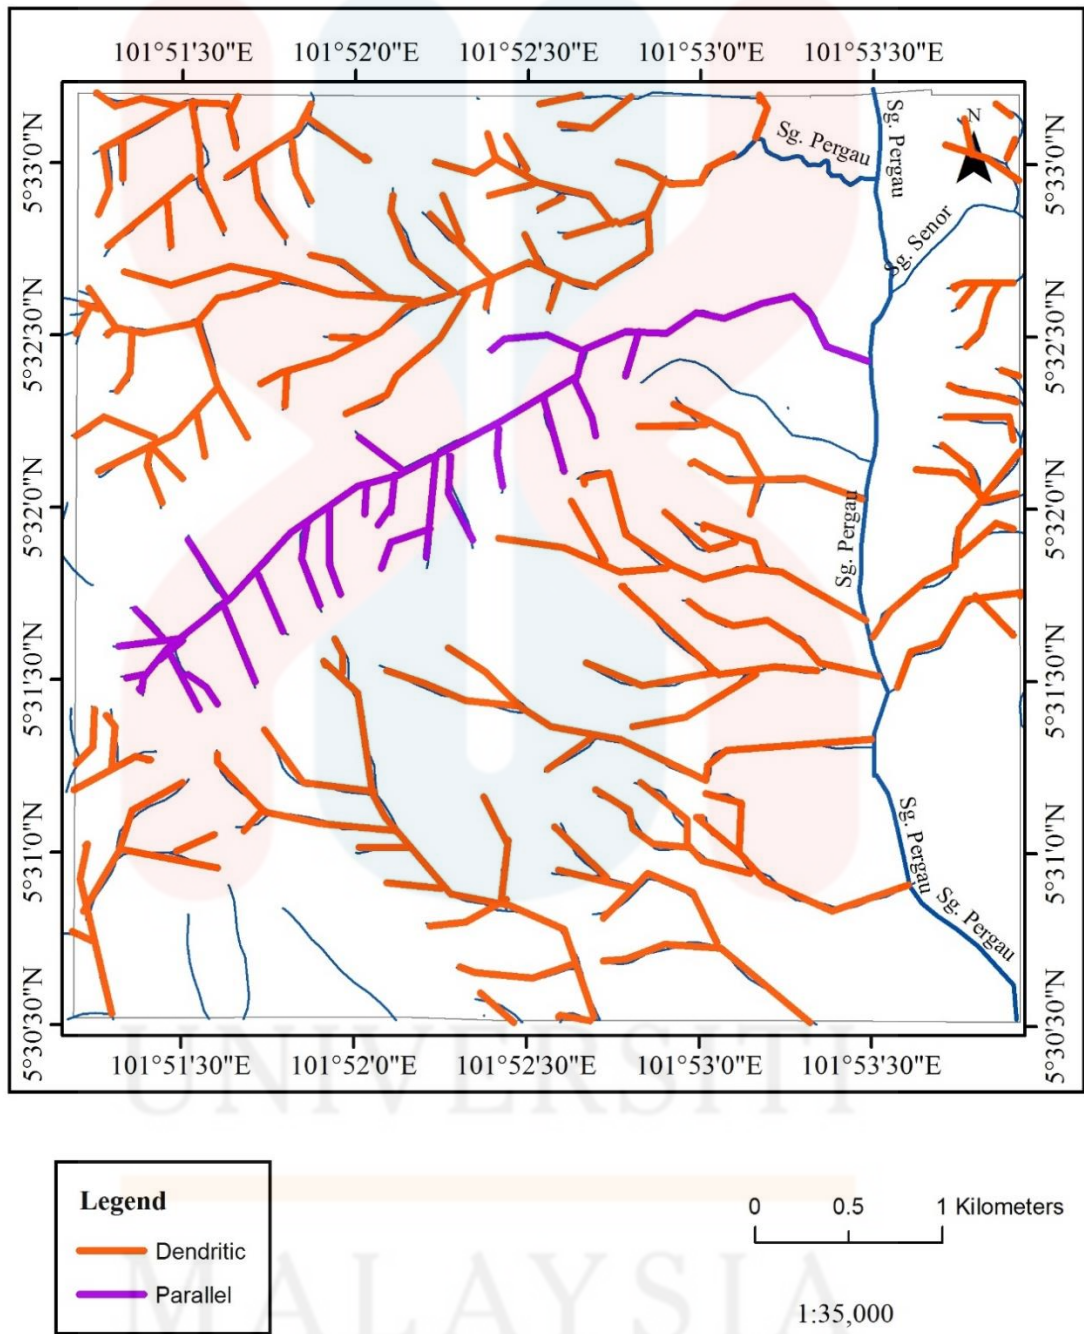 101°51'30"E 101°52'0"E 101°52'30"E 101°53'0"E 101°53'30"E
N
Sg. Pergau
Sg. Pergau
5°33'0"N
5°33'0"N
Sg. Senor
5°32'30"N
5°32'30"N
5°32'0"N
5°32'0"N
Sg. Pergau
5°31'30"N
5°31'30"N
5°31'0"N
5°31'0"N
Sg. Pergau
Sg. Pergau
5°30'30"N
5°30'30"N
101°51'30"E 101°52'0"E 101°52'30"E 101°53'0"E 101°53'30"E
UNIVERSITI
Legend
Dendritic
Parallel
0 0.5 1 Kilometers
MALAYSIA
1:35,000